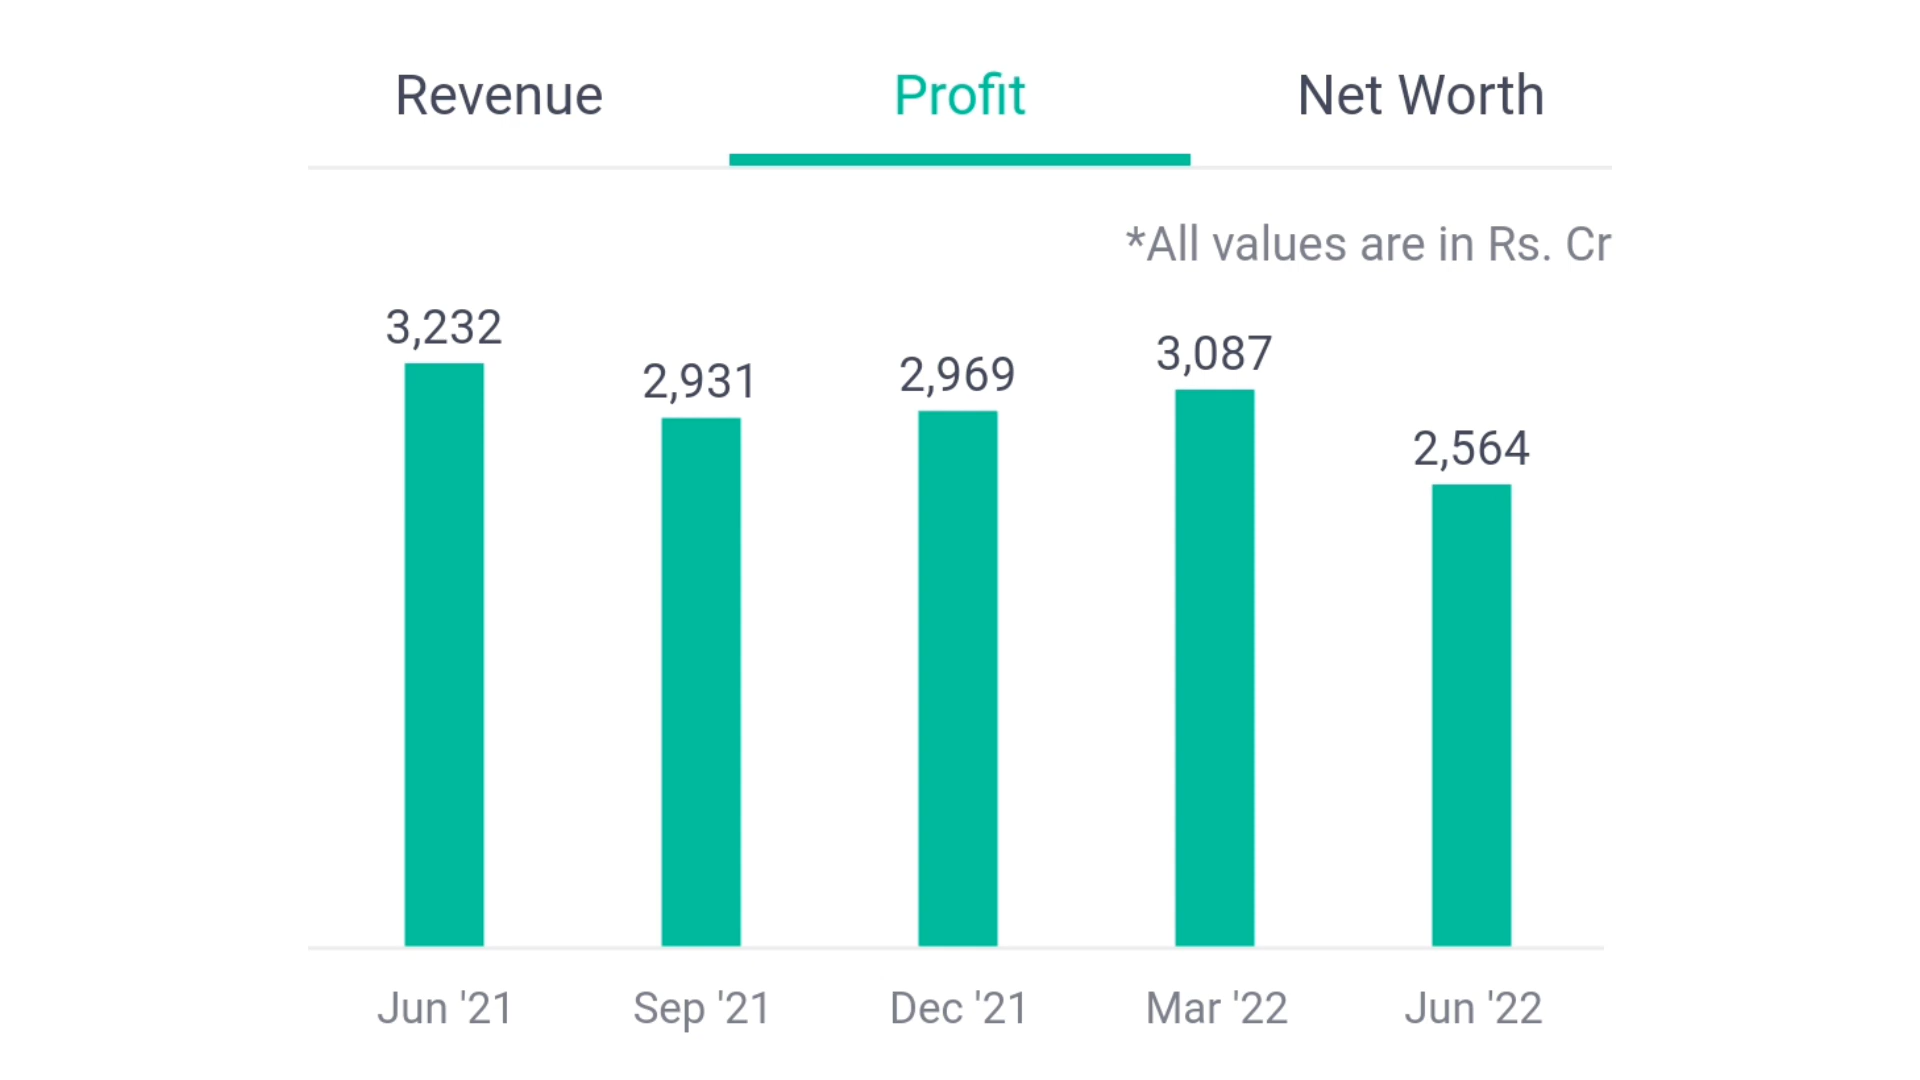 Revenue Profit Net Worth
*All values are in Rs. Cr
3,232 2,931 2,969 3,087 2,564
Jun '21 Sep '21 Dec '21 Mar '22 Jun '22